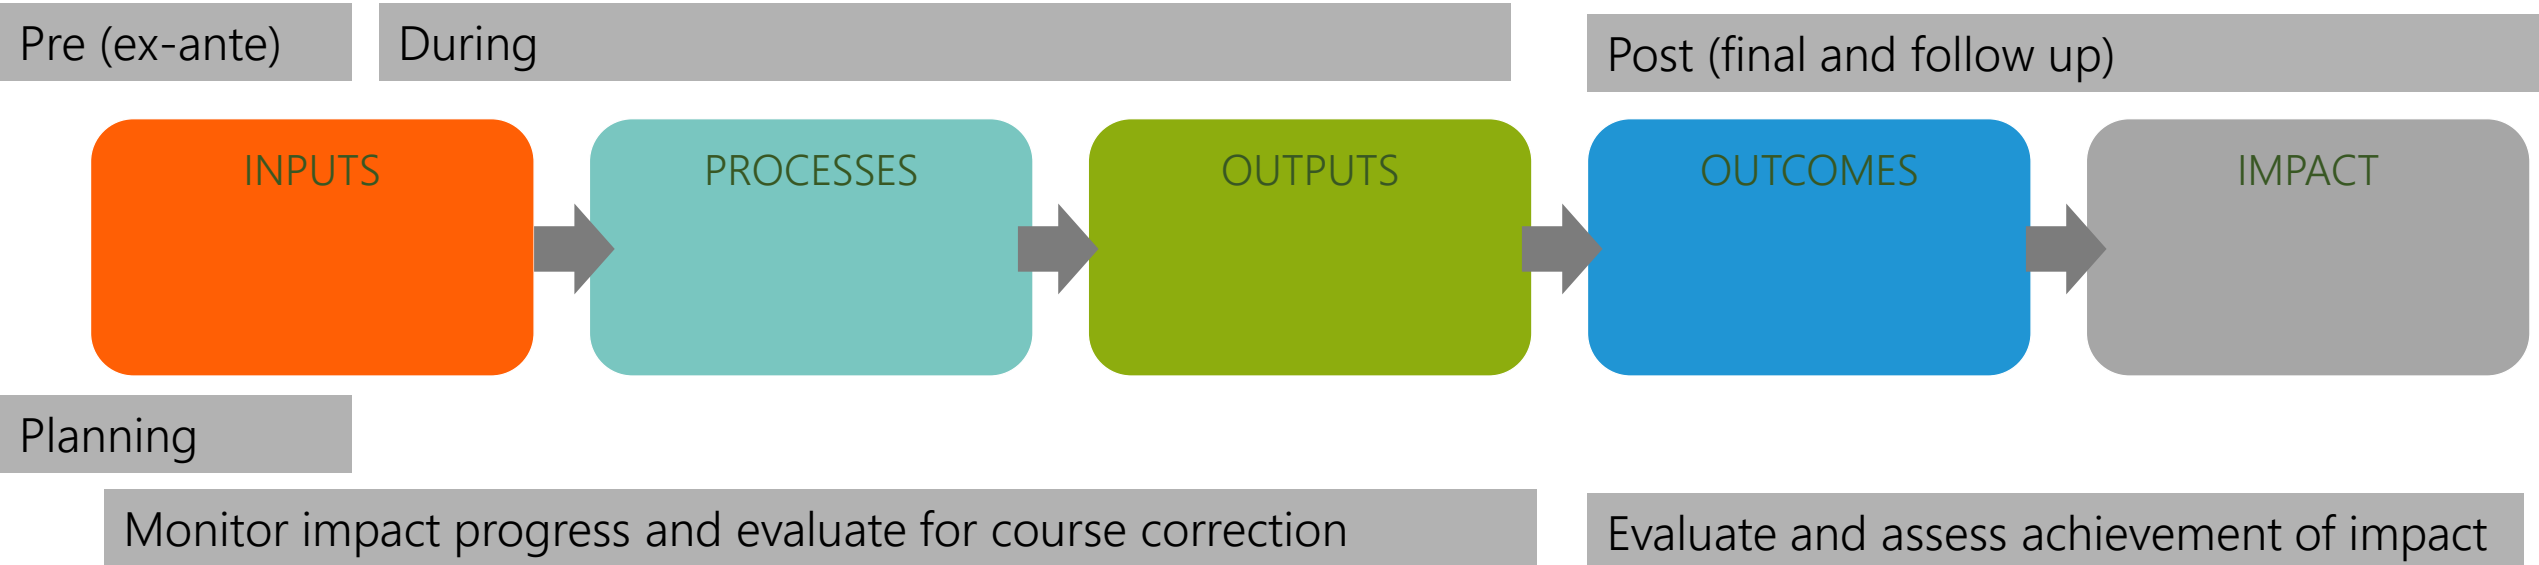 Pre (ex-ante)
During
Post (final and follow up)
INPUTS
PROCESSES
OUTPUTS
OUTCOMES
IMPACT
Planning
Monitor impact progress and evaluate for course correction
Evaluate and assess achievement of impact